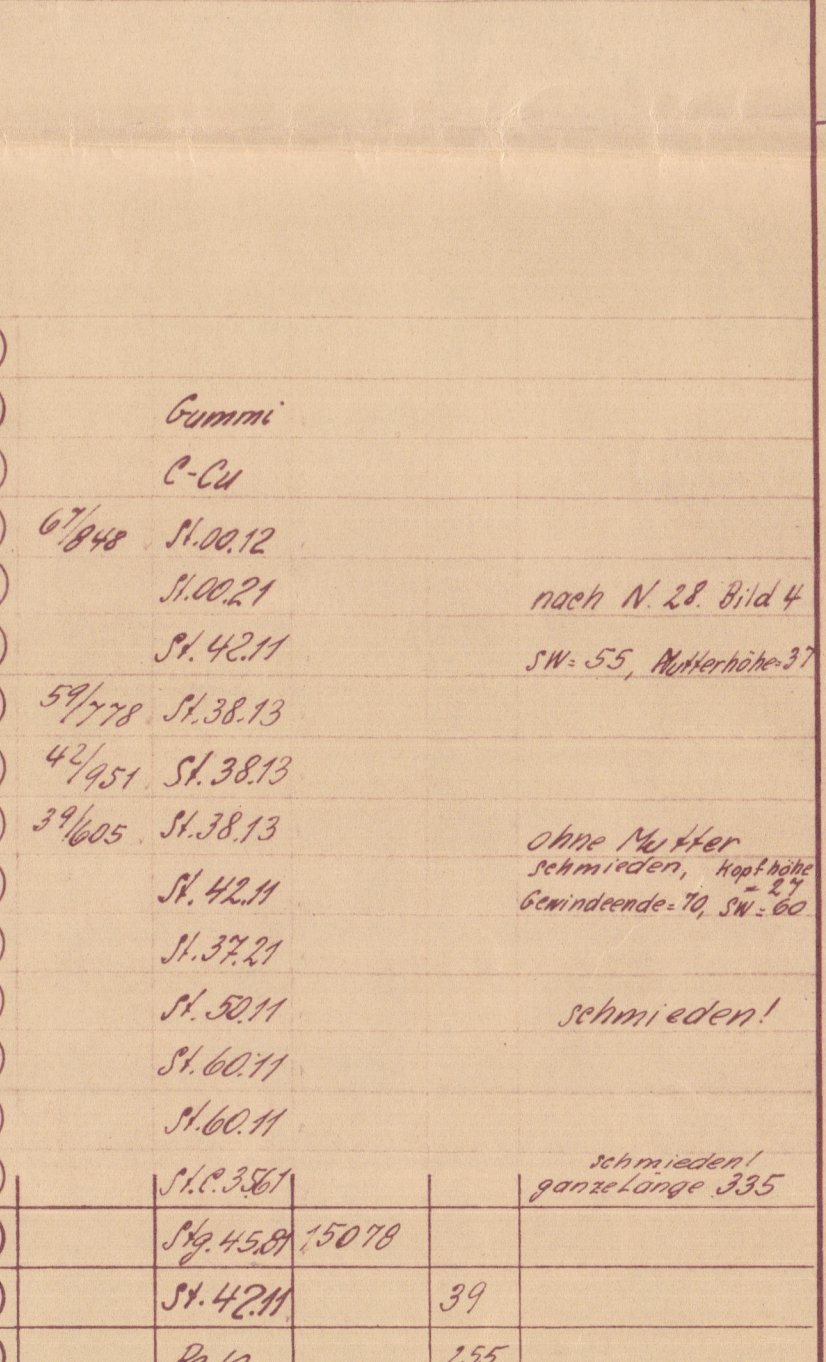 Gummi
C-Cu
67/848 St.00.12
St.00.21 nach N. 28. Bild 4
St. 42.11 SW= 55, Mutterhöhe=37
59/778 St.38.13
42/951 St.38.13
39/605 St.38.13 ohne Mutter
schmieden, Kopfhöhe
= 27
St. 42.11 Gewindeende=70, SW=60
St.37.21
St. 50.11 schmieden!
St.60.11
St.60.11
schmieden!
St.C.35.61 ganze Länge 335
Stg.45.81 15078
St.42.11 39
255